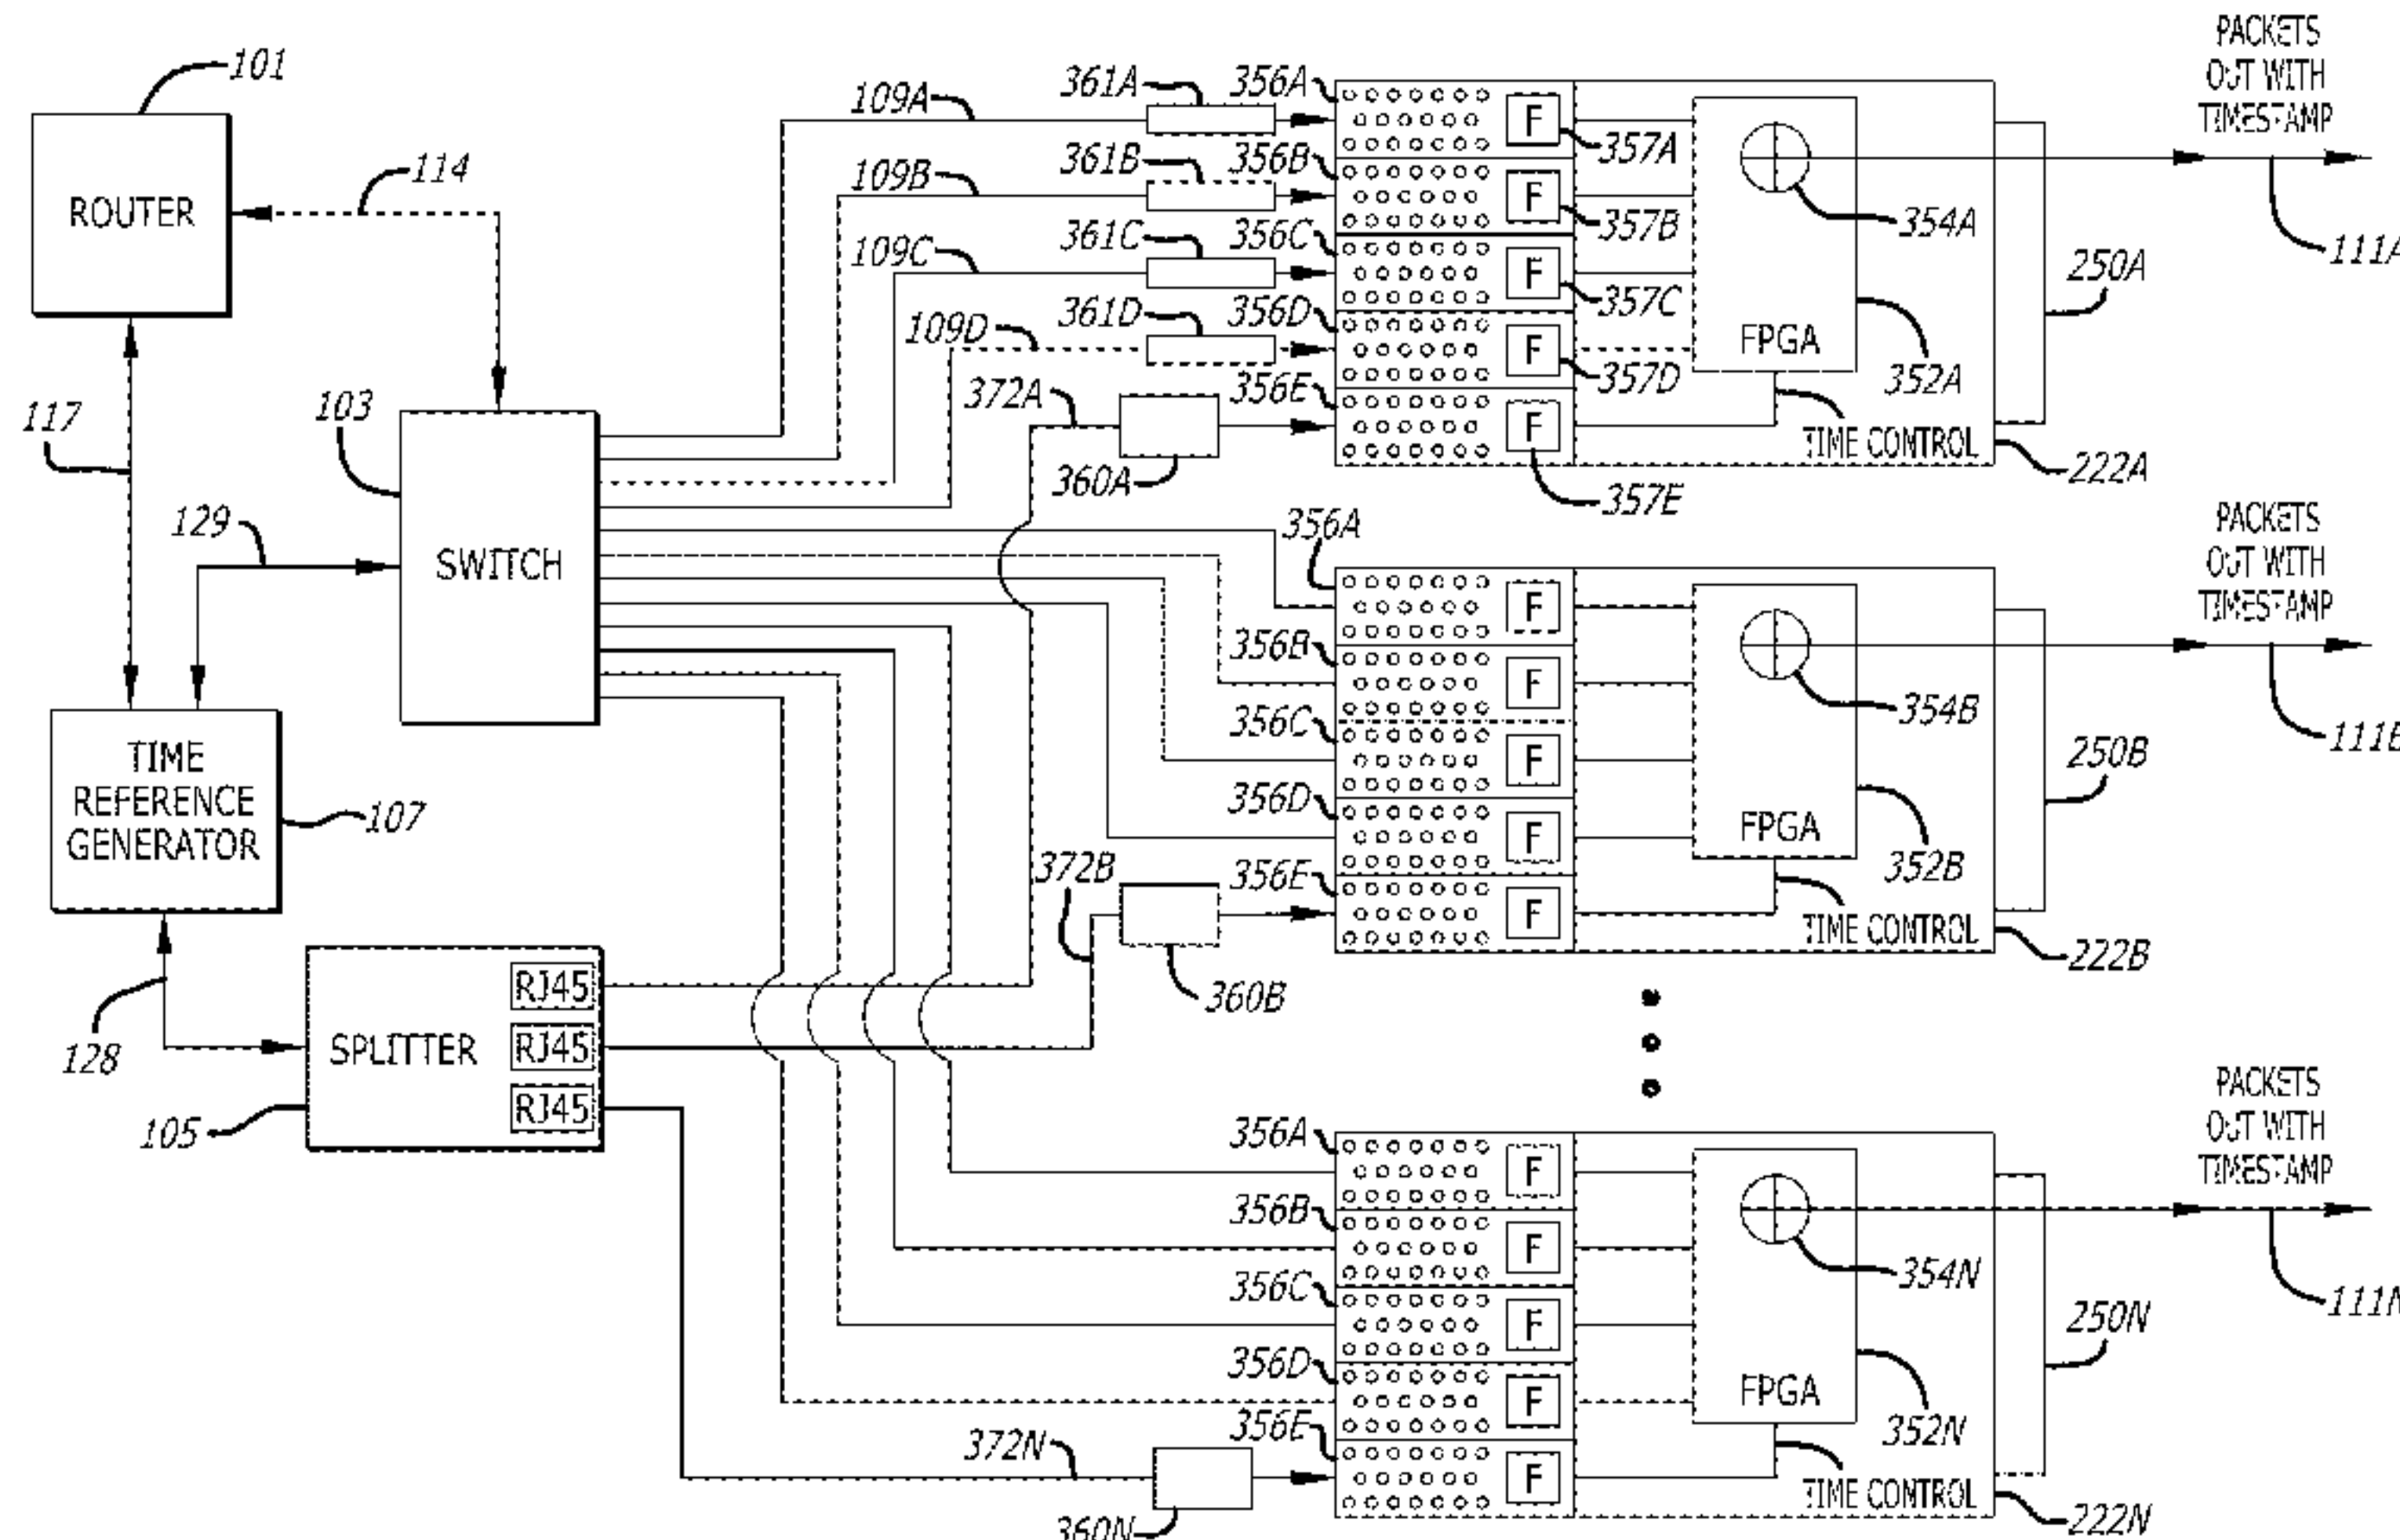 PACKETS
OUT WITH
TIMESTAMP
101
109A
361A
356A
F
357A
ROUTER
114
109B
361B
356B
F
357B
354A
111A
109C
361C
356C
F
357C
250A
109D
361D
356D
F
357D
FPGA
352A
117
103
372A
356E
F
TIME CONTROL
222A
360A
357E
129
SWITCH
356A
F
PACKETS
OUT WITH
TIMESTAMP
356B
F
354B
111B
356C
F
250B
TIME
REFERENCE
GENERATOR
107
356D
F
FPGA
352B
372B
356E
F
TIME CONTROL
222B
360B
128
SPLITTER
RJ45
RJ45
RJ45
105
PACKETS
OUT WITH
TIMESTAMP
356A
F
356B
F
354N
111N
356C
F
250N
356D
F
FPGA
352N
372N
356E
F
TIME CONTROL
222N
360N